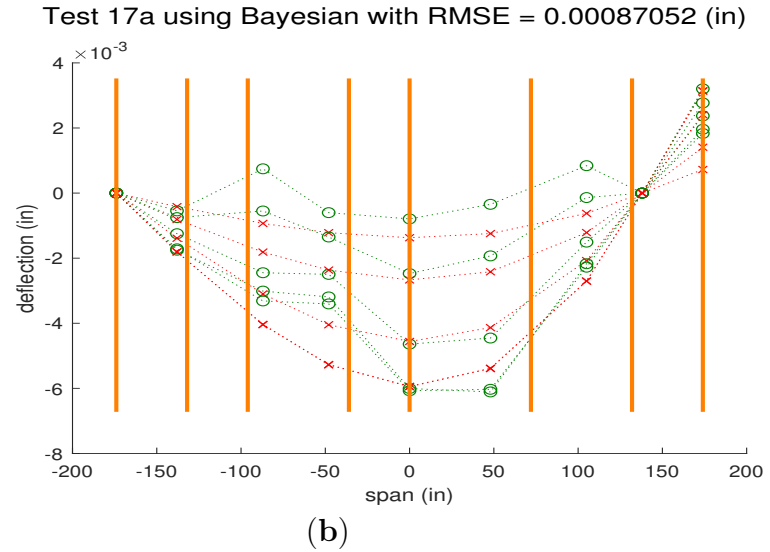 Test 17a using Bayesian with RMSE = 0.00087052 (in)
×10⁻³
4
2
0
-2
-4
-6
-8
deflection (in)
-200 -150 -100 -50 0 50 100 150 200
span (in)
(b)